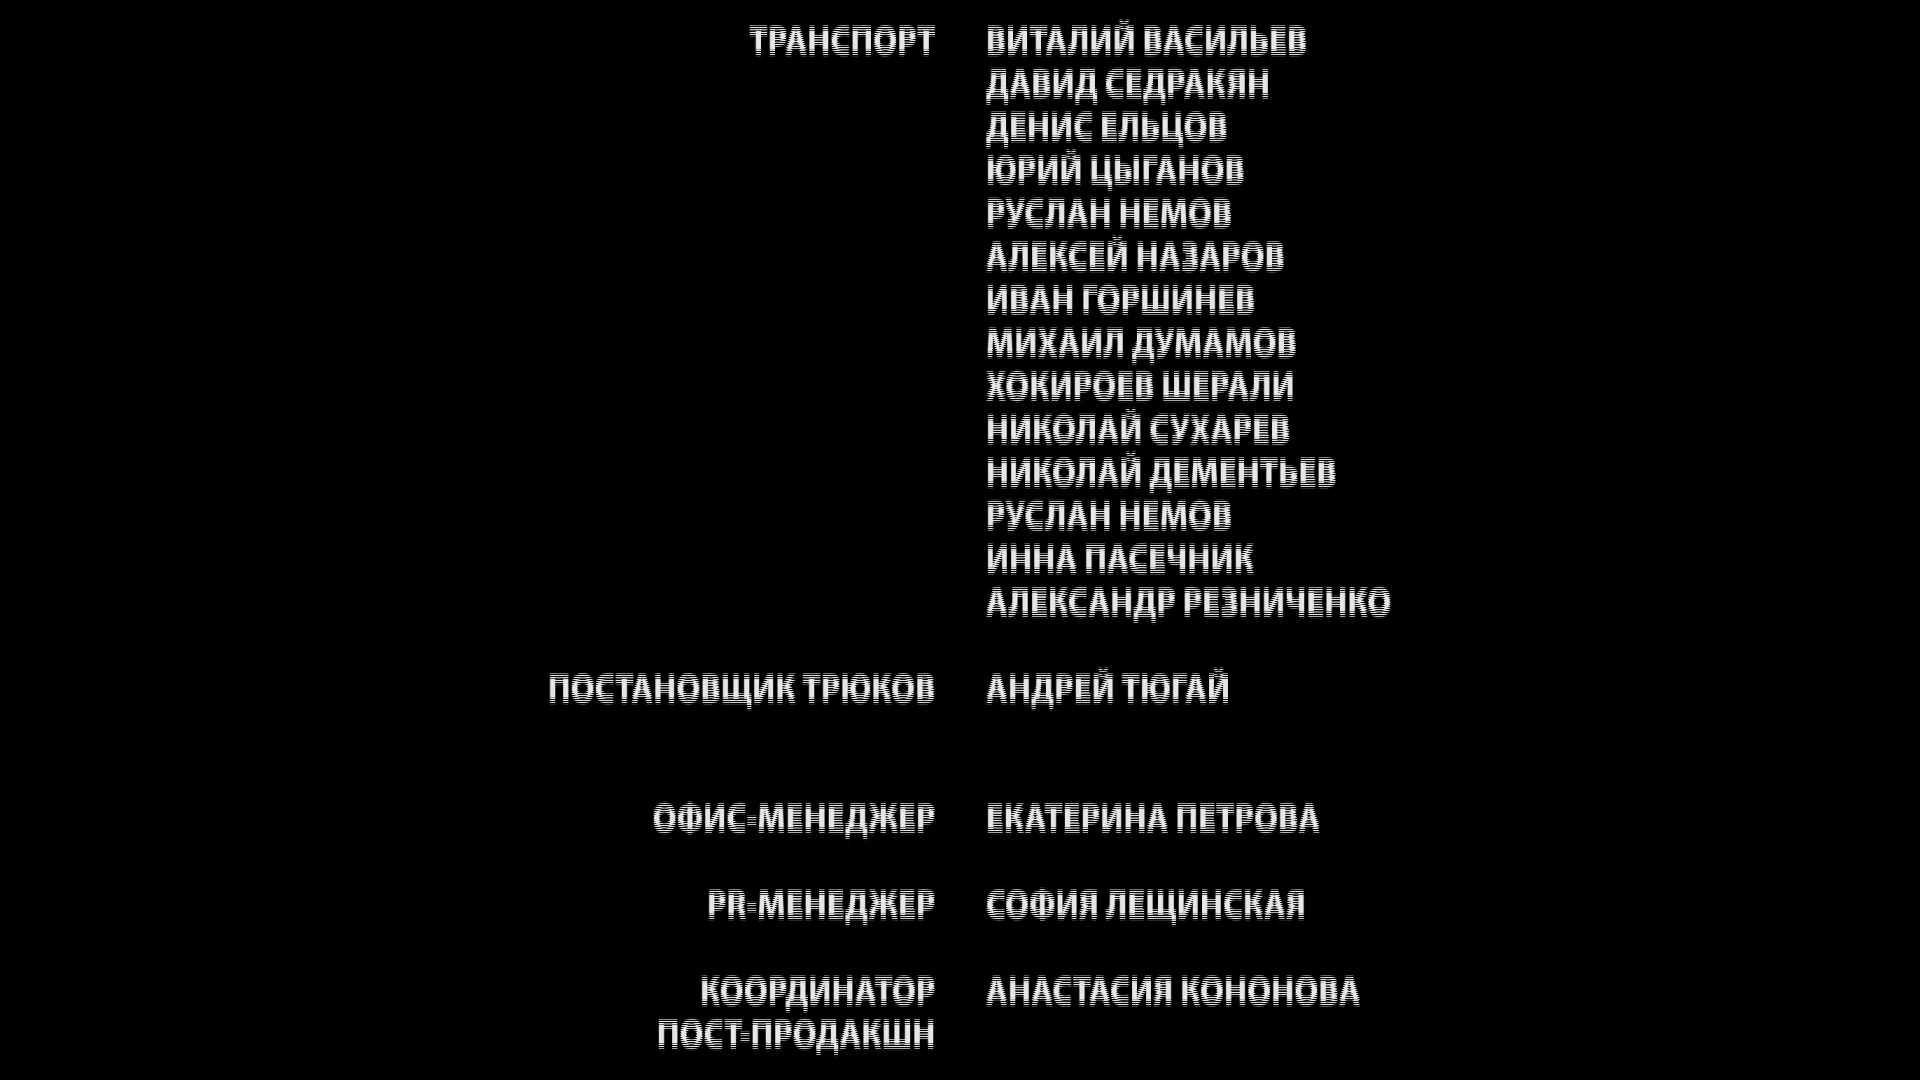 ТРАНСПОРТ ВИТАЛИЙ ВАСИЛЬЕВ
ДАВИД СЕДРАКЯН
ДЕНИС ЕЛЬЦОВ
ЮРИЙ ЦЫГАНОВ
РУСЛАН НЕМОВ
АЛЕКСЕЙ НАЗАРОВ
ИВАН ГОРШИНЕВ
МИХАИЛ ДУМАМОВ
ХОКИРОЕВ ШЕРАЛИ
НИКОЛАЙ СУХАРЕВ
НИКОЛАЙ ДЕМЕНТЬЕВ
РУСЛАН НЕМОВ
ИННА ПАСЕЧНИК
АЛЕКСАНДР РЕЗНИЧЕНКО
ПОСТАНОВЩИК ТРЮКОВ АНДРЕЙ ТЮГАЙ
ОФИС-МЕНЕДЖЕР ЕКАТЕРИНА ПЕТРОВА
PR-МЕНЕДЖЕР СОФИЯ ЛЕЩИНСКАЯ
КООРДИНАТОР АНАСТАСИЯ КОНОНОВА
ПОСТ-ПРОДАКШН